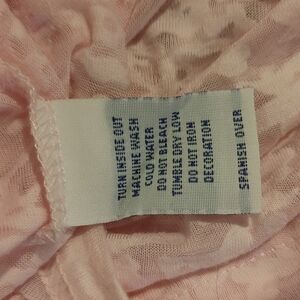 TURN INSIDE OUT
MACHINE WASH
COLD WATER
DO NOT BLEACH
TUMBLE DRY LOW
DO NOT IRON
DECORATION
SPANISH OVER